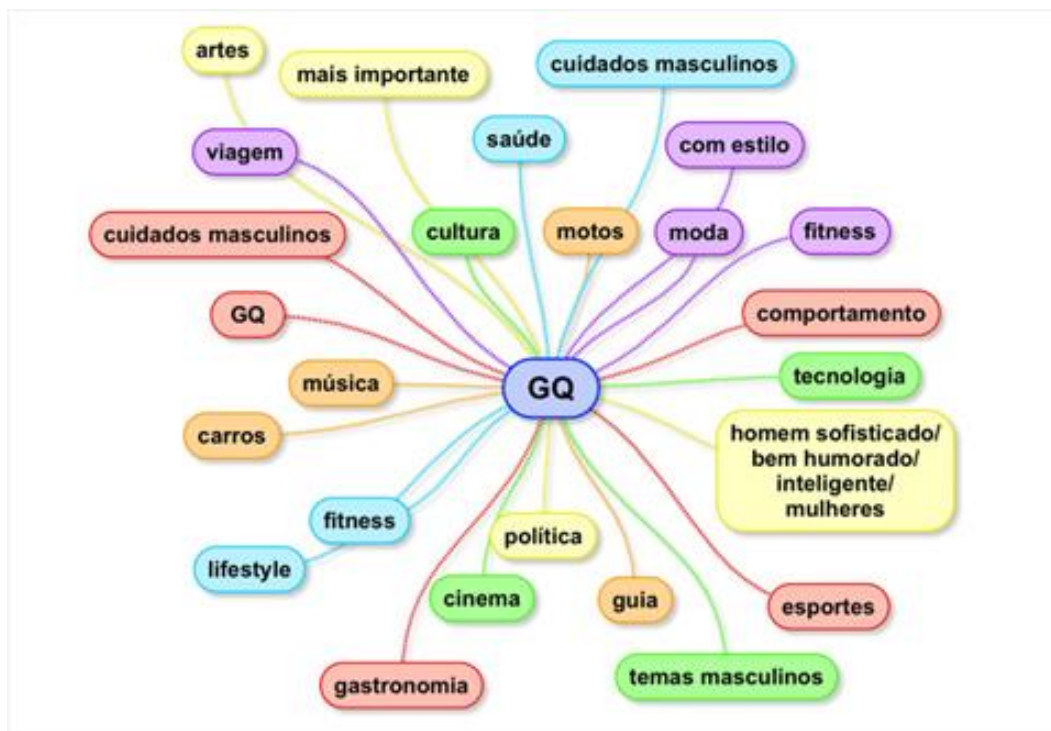 artes
mais importante
cuidados masculinos
saúde
viagem
com estilo
cuidados masculinos
cultura
motos
moda
fitness
GQ
comportamento
música
GQ
tecnologia
carros
homem sofisticado/
bem humorado/
inteligente/
mulheres
fitness
política
lifestyle
cinema
guia
esportes
gastronomia
temas masculinos